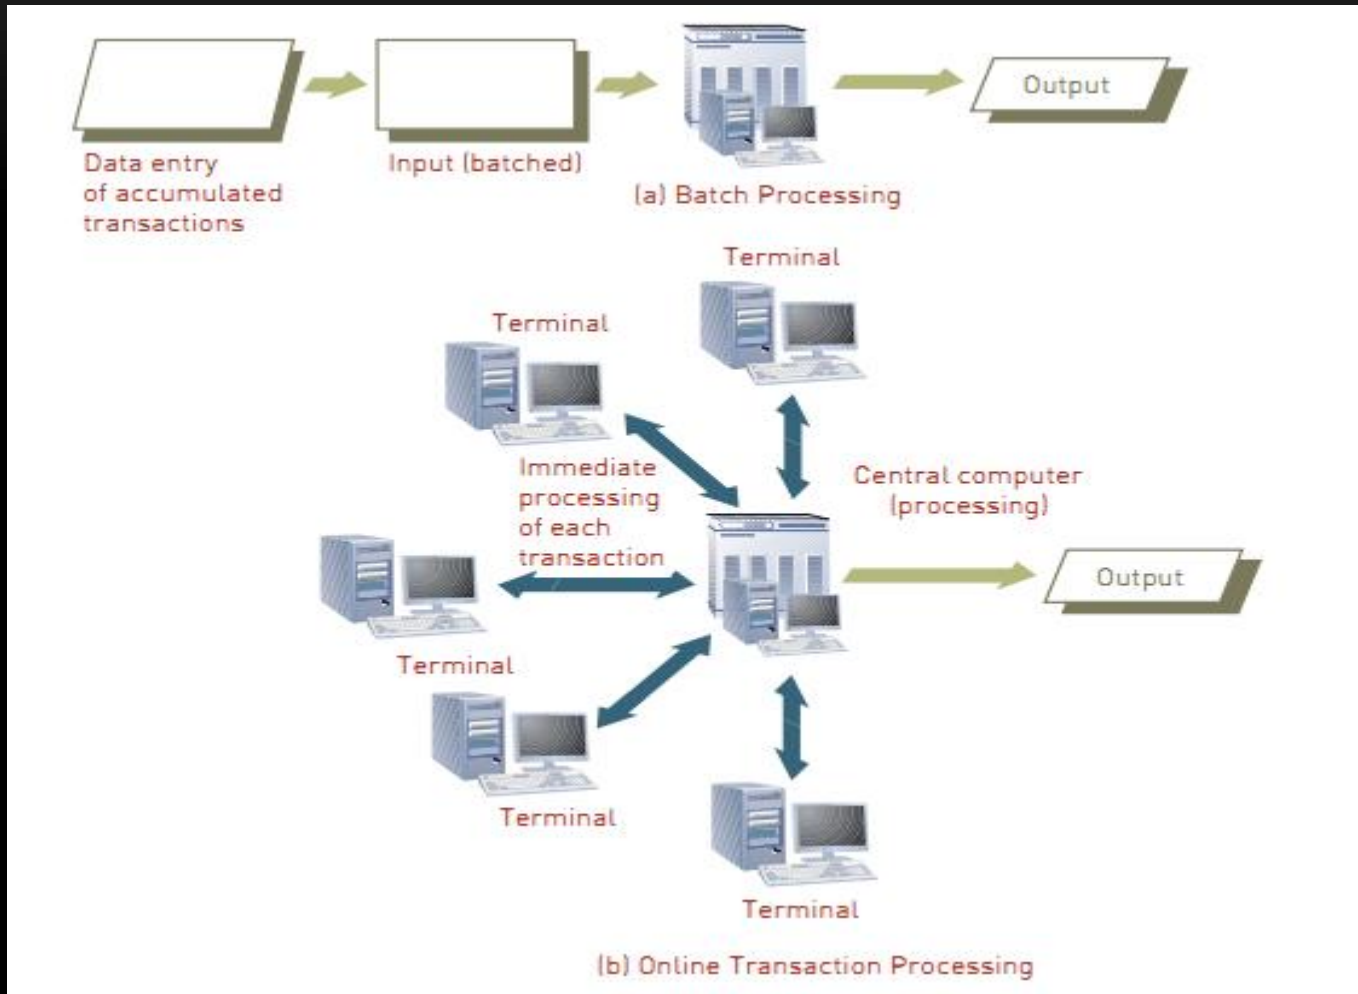 Output
Data entry
of accumulated
transactions
Input (batched)
(a) Batch Processing
Terminal
Terminal
Immediate
processing
of each
transaction
Central computer
(processing)
Output
Terminal
Terminal
Terminal
(b) Online Transaction Processing